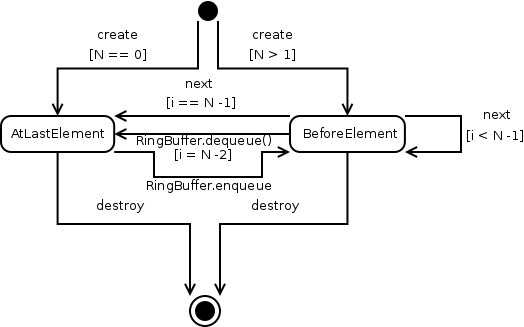 create
[N == 0]
create
[N > 1]
next
[i == N -1]
AtLastElement
BeforeElement
next
[i < N -1]
RingBuffer.dequeue()
[i = N -2]
RingBuffer.enqueue
destroy
destroy